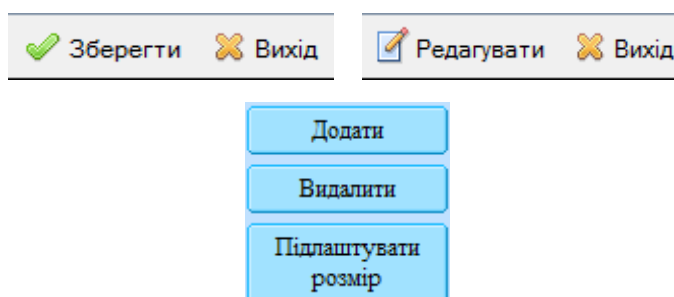 Зберегти Вихід Редагувати Вихід
Додати
Видалити
Підлаштувати
розмір